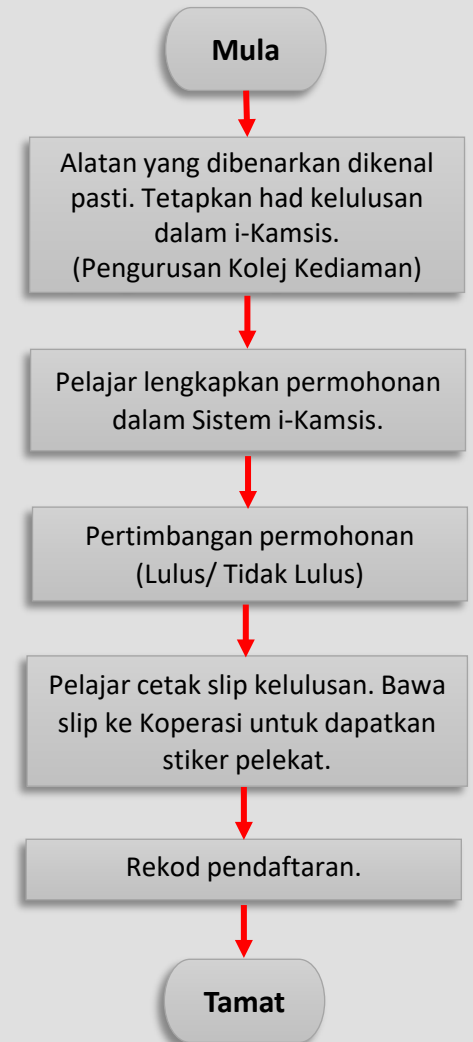 Mula
Alatan yang dibenarkan dikenal
pasti. Tetapkan had kelulusan
dalam i-Kamsis.
(Pengurusan Kolej Kediaman)
Pelajar lengkapkan permohonan
dalam Sistem i-Kamsis.
Pertimbangan permohonan
(Lulus/ Tidak Lulus)
Pelajar cetak slip kelulusan. Bawa
slip ke Koperasi untuk dapatkan
stiker pelekat.
Rekod pendaftaran.
Tamat